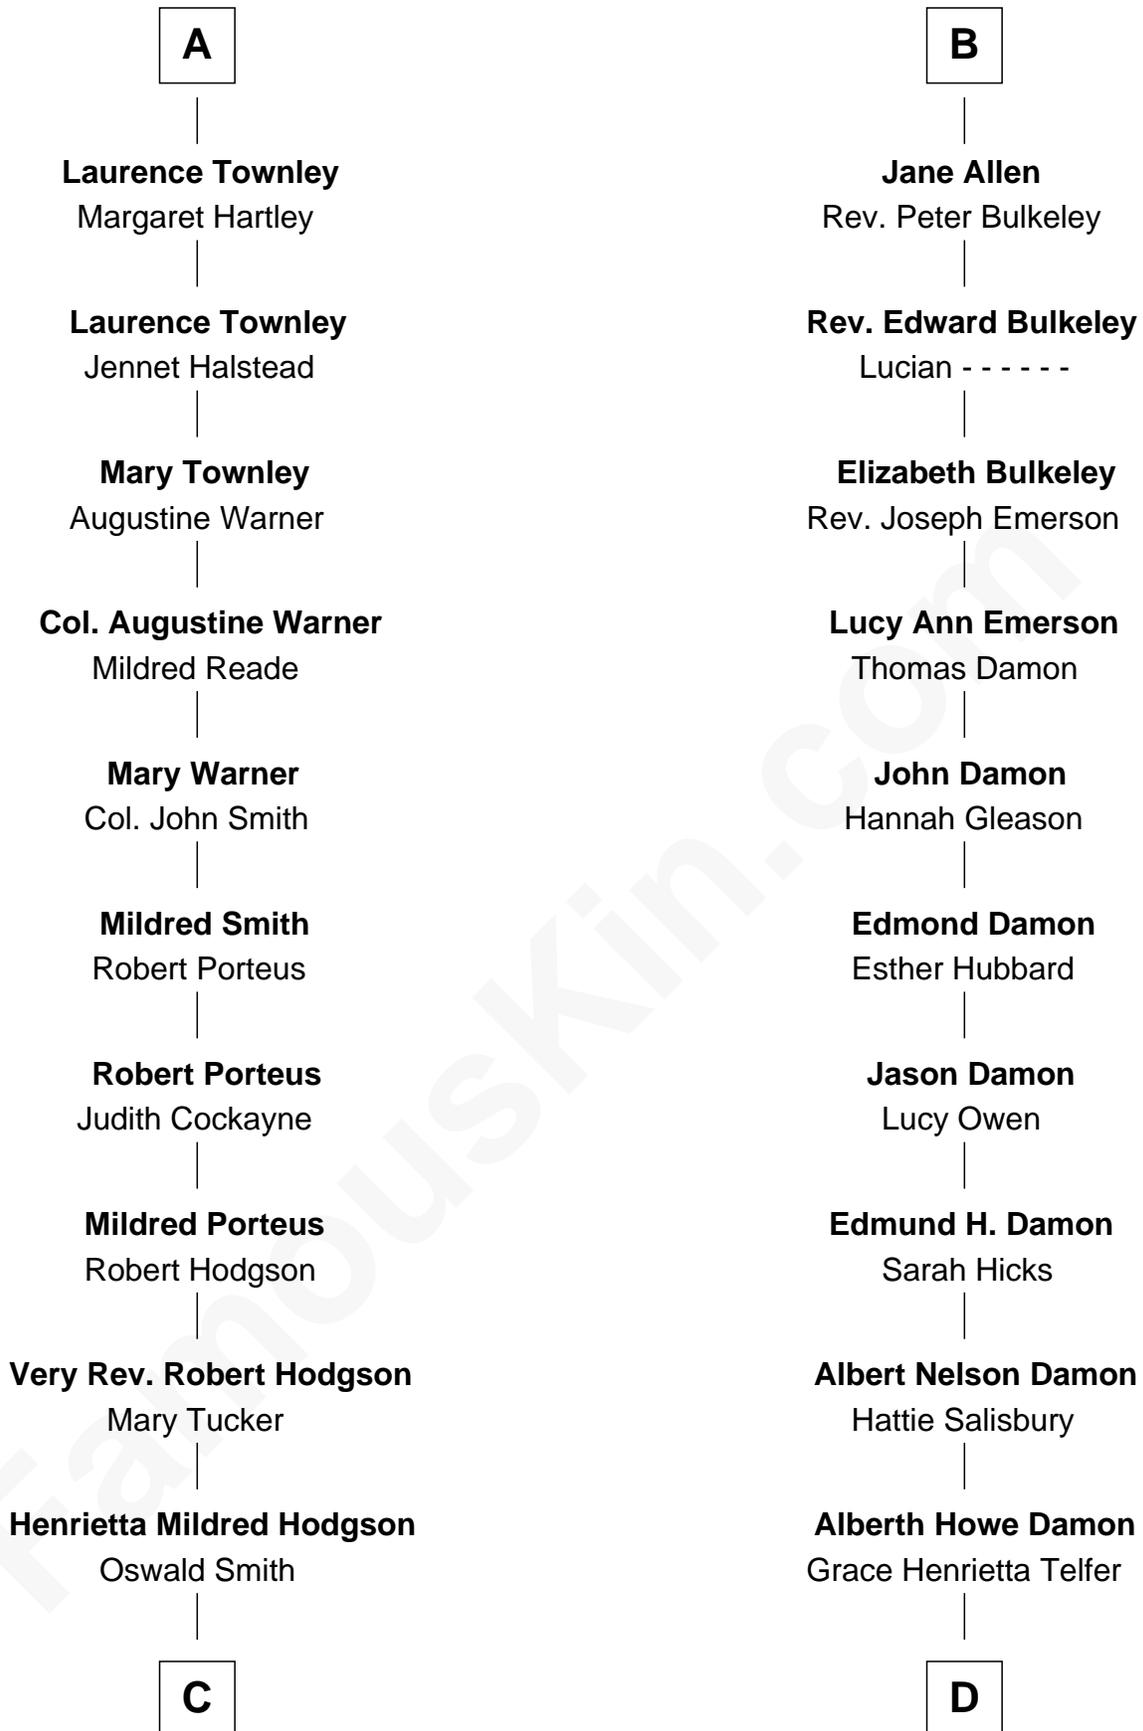 A
Laurence Townley
Margaret Hartley
Laurence Townley
Jennet Halstead
Mary Townley
Augustine Warner
Col. Augustine Warner
Mildred Reade
Mary Warner
Col. John Smith
Mildred Smith
Robert Porteus
Robert Porteus
Judith Cockayne
Mildred Porteus
Robert Hodgson
Very Rev. Robert Hodgson
Mary Tucker
Henrietta Mildred Hodgson
Oswald Smith
C
B
Jane Allen
Rev. Peter Bulkeley
Rev. Edward Bulkeley
Lucian - - - - - -
Elizabeth Bulkeley
Rev. Joseph Emerson
Lucy Ann Emerson
Thomas Damon
John Damon
Hannah Gleason
Edmond Damon
Esther Hubbard
Jason Damon
Lucy Owen
Edmund H. Damon
Sarah Hicks
Albert Nelson Damon
Hattie Salisbury
Alberth Howe Damon
Grace Henrietta Telfer
D
FamousKin.com